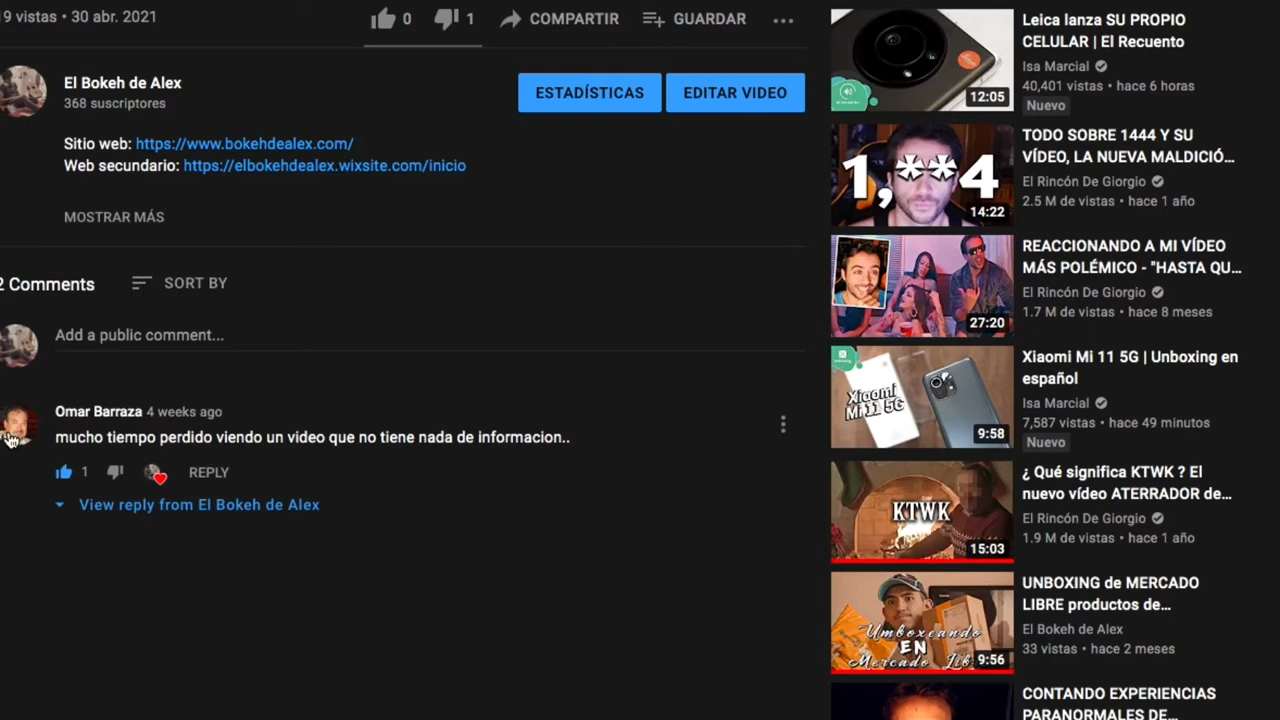 9 vistas • 30 abr. 2021
0
1
COMPARTIR
GUARDAR
El Bokeh de Alex
368 suscriptores
ESTADÍSTICAS
EDITAR VIDEO
Sitio web: https://www.bokehdealex.com/
Web secundario: https://elbokehdealex.wixsite.com/inicio
MOSTRAR MÁS
2 Comments
SORT BY
Add a public comment...
Omar Barraza 4 weeks ago
mucho tiempo perdido viendo un video que no tiene nada de informacion..
1
REPLY
View reply from El Bokeh de Alex
12:05
Leica lanza SU PROPIO
CELULAR | El Recuento
Isa Marcial
40,401 vistas • hace 6 horas
Nuevo
1,**4
14:22
TODO SOBRE 1444 Y SU
VÍDEO, LA NUEVA MALDICIÓ...
El Rincón De Giorgio
2.5 M de vistas • hace 1 año
27:20
REACCIONANDO A MI VÍDEO
MÁS POLÉMICO - "HASTA QU...
El Rincón De Giorgio
1.7 M de vistas • hace 8 meses
Xiaomi
Mi 11 5G
9:58
Xiaomi Mi 11 5G | Unboxing en
español
Isa Marcial
7,587 vistas • hace 49 minutos
Nuevo
KTWK
15:03
¿ Qué significa KTWK ? El
nuevo vídeo ATERRADOR de...
El Rincón De Giorgio
1.9 M de vistas • hace 1 año
Umboxeando
EN
Mercado Lib
9:56
UNBOXING de MERCADO
LIBRE productos de...
El Bokeh de Alex
33 vistas • hace 2 meses
CONTANDO EXPERIENCIAS
PARANORMALES DE